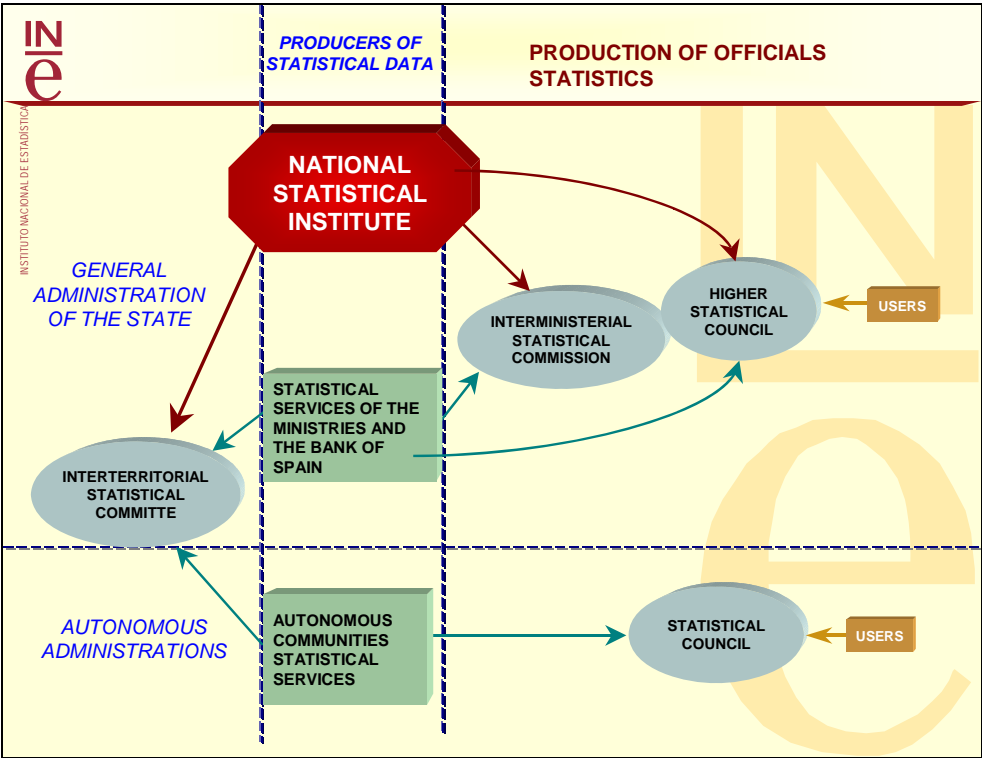 INe
INSTITUTO NACIONAL DE ESTADÍSTICA
PRODUCERS OF
STATISTICAL DATA
PRODUCTION OF OFFICIALS
STATISTICS
NATIONAL
STATISTICAL
INSTITUTE
GENERAL
ADMINISTRATION
OF THE STATE
INTERMINISTERIAL
STATISTICAL
COMMISSION
HIGHER
STATISTICAL
COUNCIL
USERS
STATISTICAL
SERVICES OF THE
MINISTRIES AND
THE BANK OF
SPAIN
INTERTERRITORIAL
STATISTICAL
COMMITTE
AUTONOMOUS
ADMINISTRATIONS
AUTONOMOUS
COMMUNITIES
STATISTICAL
SERVICES
STATISTICAL
COUNCIL
USERS
INe